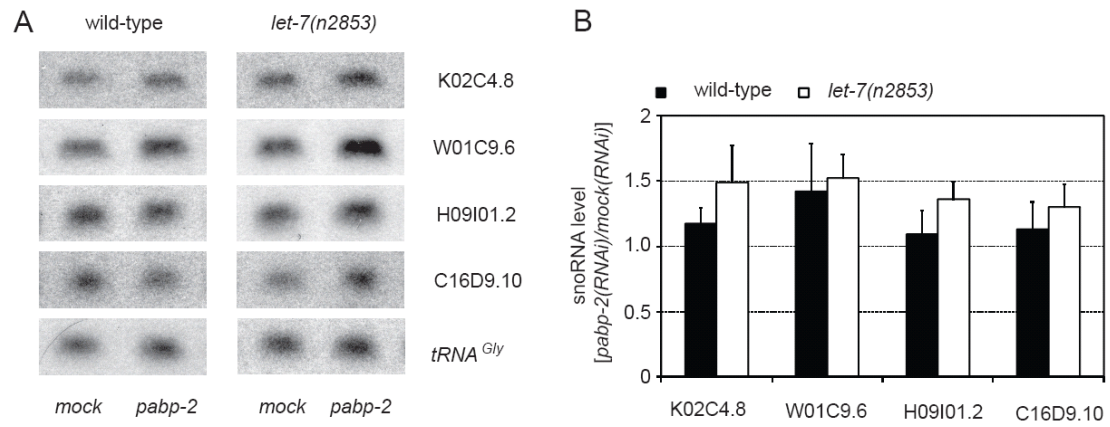 A
wild-type let-7(n2853)
K02C4.8
W01C9.6
H09I01.2
C16D9.10
tRNA Gly
mock pabp-2 mock pabp-2
B
wild-type let-7(n2853)
snoRNA level
[pabp-2(RNAi)/mock(RNAi)]
2
1.5
1.0
0.5
0
K02C4.8 W01C9.6 H09I01.2 C16D9.10